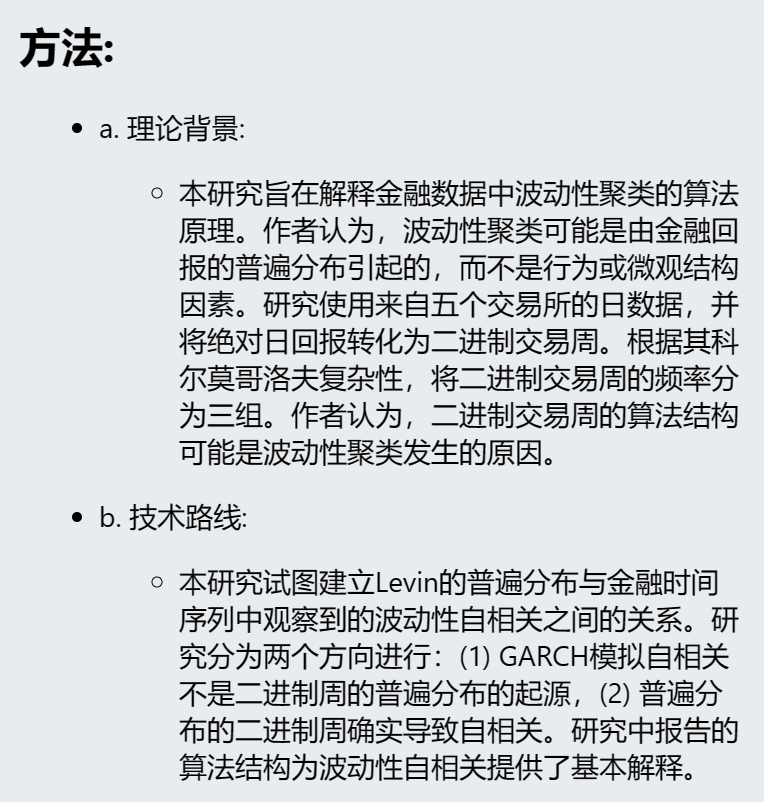 方法:
a. 理论背景:
本研究旨在解释金融数据中波动性聚类的算法
原理。作者认为，波动性聚类可能是由金融回
报的普遍分布引起的，而不是行为或微观结构
因素。研究使用来自五个交易所的日数据，并
将绝对日回报转化为二进制交易周。根据其科
尔莫哥洛夫复杂性，将二进制交易周的频率分
为三组。作者认为，二进制交易周的算法结构
可能是波动性聚类发生的原因。
b. 技术路线:
本研究试图建立Levin的普遍分布与金融时间
序列中观察到的波动性自相关之间的关系。研
究分为两个方向进行：(1) GARCH模拟自相关
不是二进制周的普遍分布的起源，(2) 普遍分
布的二进制周确实导致自相关。研究中报告的
算法结构为波动性自相关提供了基本解释。